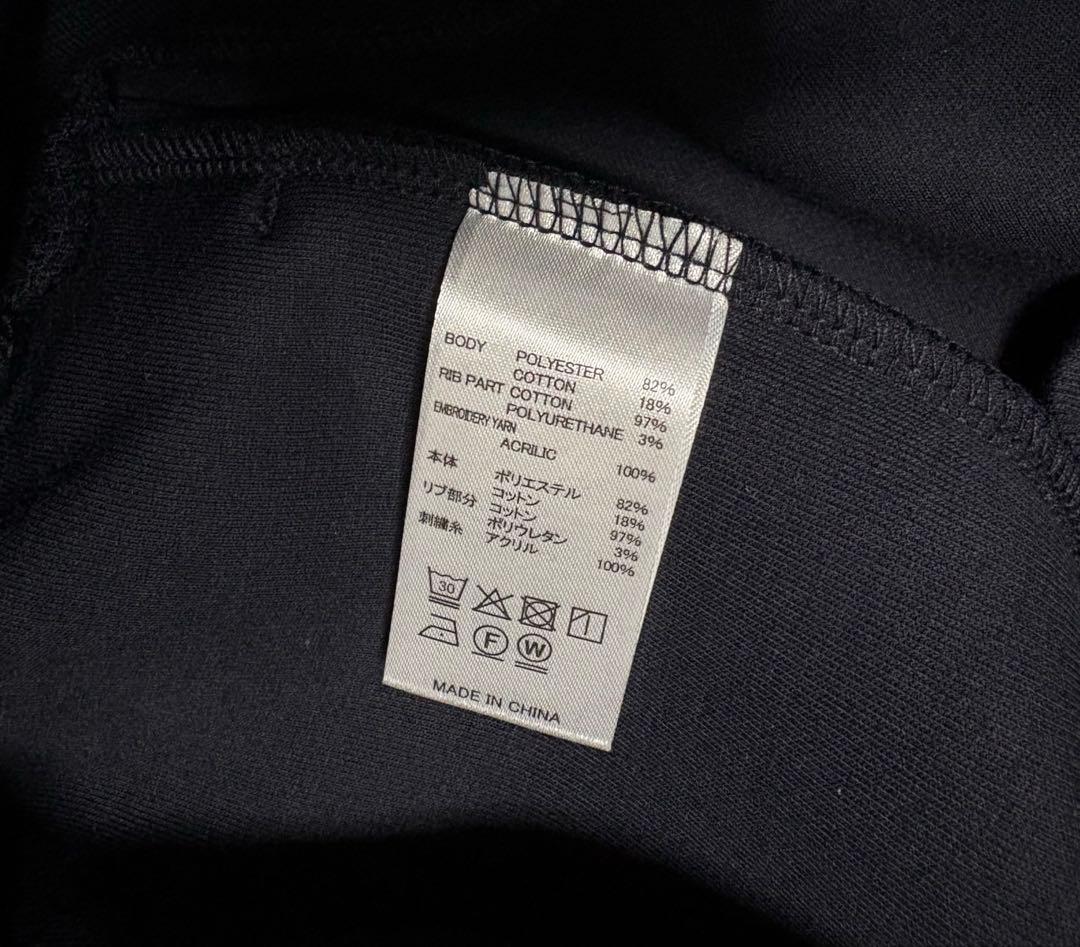 BODY POLYESTER 82%
COTTON 18%
RIB PART COTTON 97%
POLYURETHANE 3%
EMBROIDERY YARN
ACRILIC 100%
本体 ポリエステル 82%
コットン 18%
リブ部分 コットン 97%
ポリウレタン 3%
刺繍糸 アクリル 100%
30
F W
MADE IN CHINA